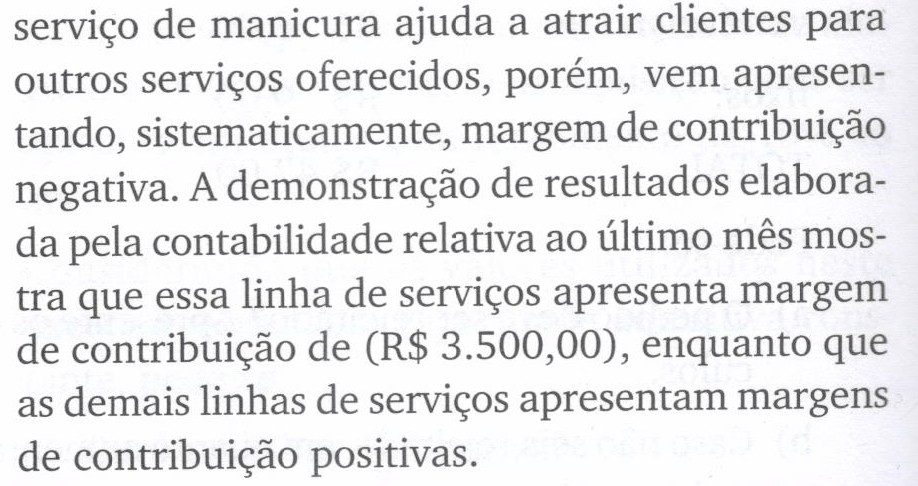 serviço de manicura ajuda a atrair clientes para
outros serviços oferecidos, porém, vem apresen-
tando, sistematicamente, margem de contribuição
negativa. A demonstração de resultados elabora-
da pela contabilidade relativa ao último mês mos-
tra que essa linha de serviços apresenta margem
de contribuição de (R$ 3.500,00), enquanto que
as demais linhas de serviços apresentam margens
de contribuição positivas.